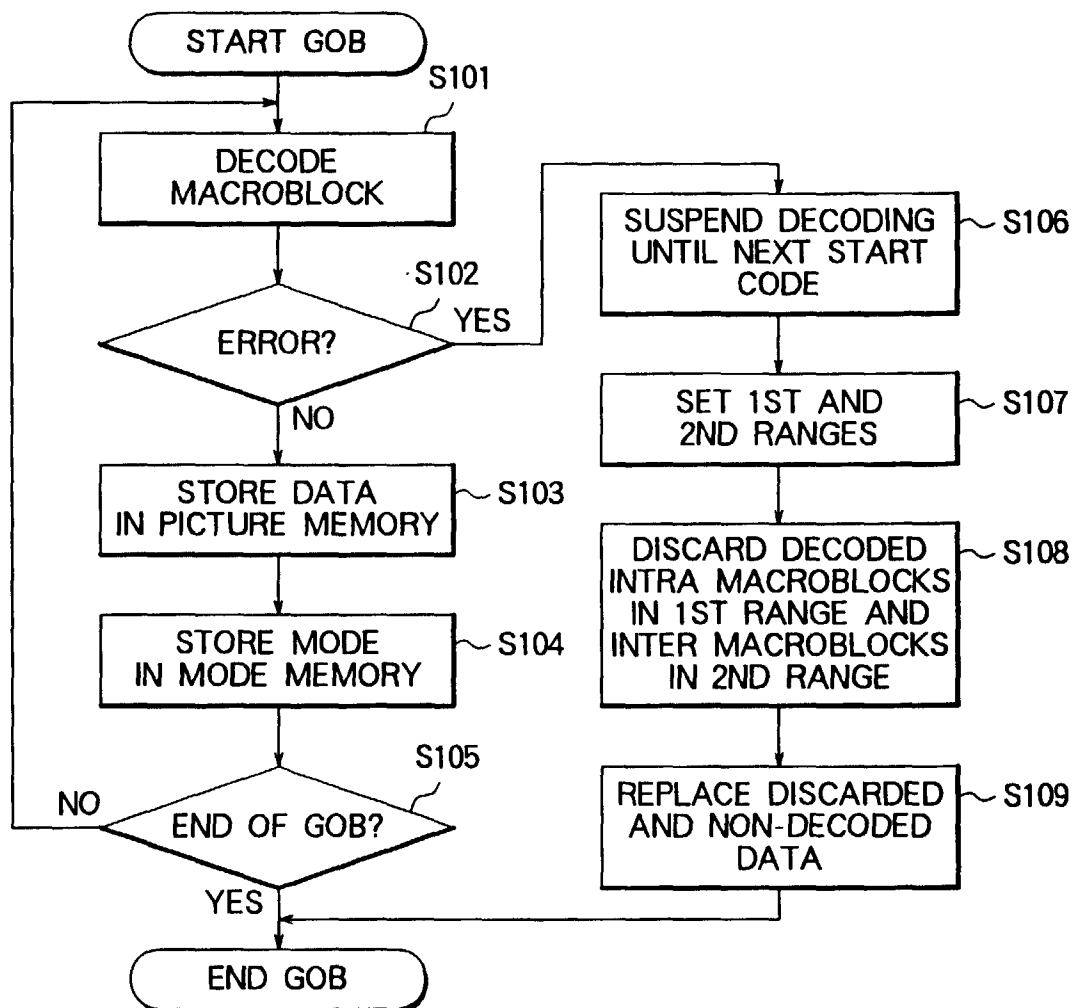 START GOB
S101
DECODE
MACROBLOCK
S102
ERROR?
YES
NO
STORE DATA
IN PICTURE MEMORY
S103
STORE MODE
IN MODE MEMORY
S104
S105
END OF GOB?
NO
YES
END GOB
SUSPEND DECODING
UNTIL NEXT START
CODE
S106
SET 1ST AND
2ND RANGES
S107
DISCARD DECODED
INTRA MACROBLOCKS
IN 1ST RANGE AND
INTER MACROBLOCKS
IN 2ND RANGE
S108
REPLACE DISCARDED
AND NON-DECODED
DATA
S109